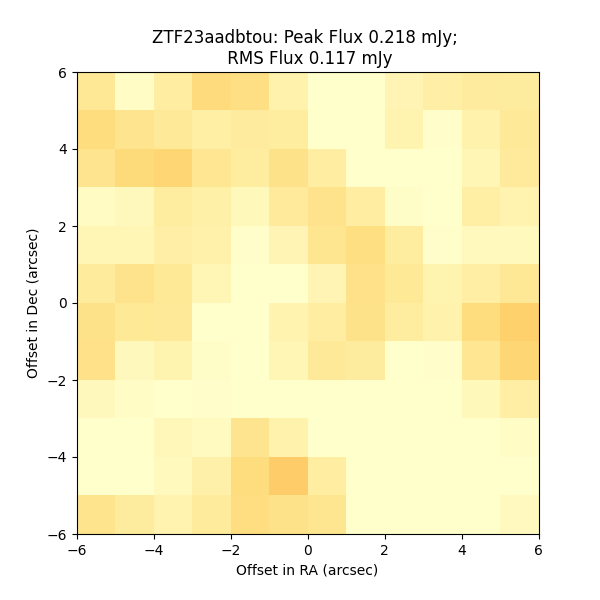 ZTF23aadbtou: Peak Flux 0.218 mJy;
RMS Flux 0.117 mJy
6
4
2
0
−2
−4
−6
Offset in Dec (arcsec)
−6 −4 −2 0 2 4 6
Offset in RA (arcsec)